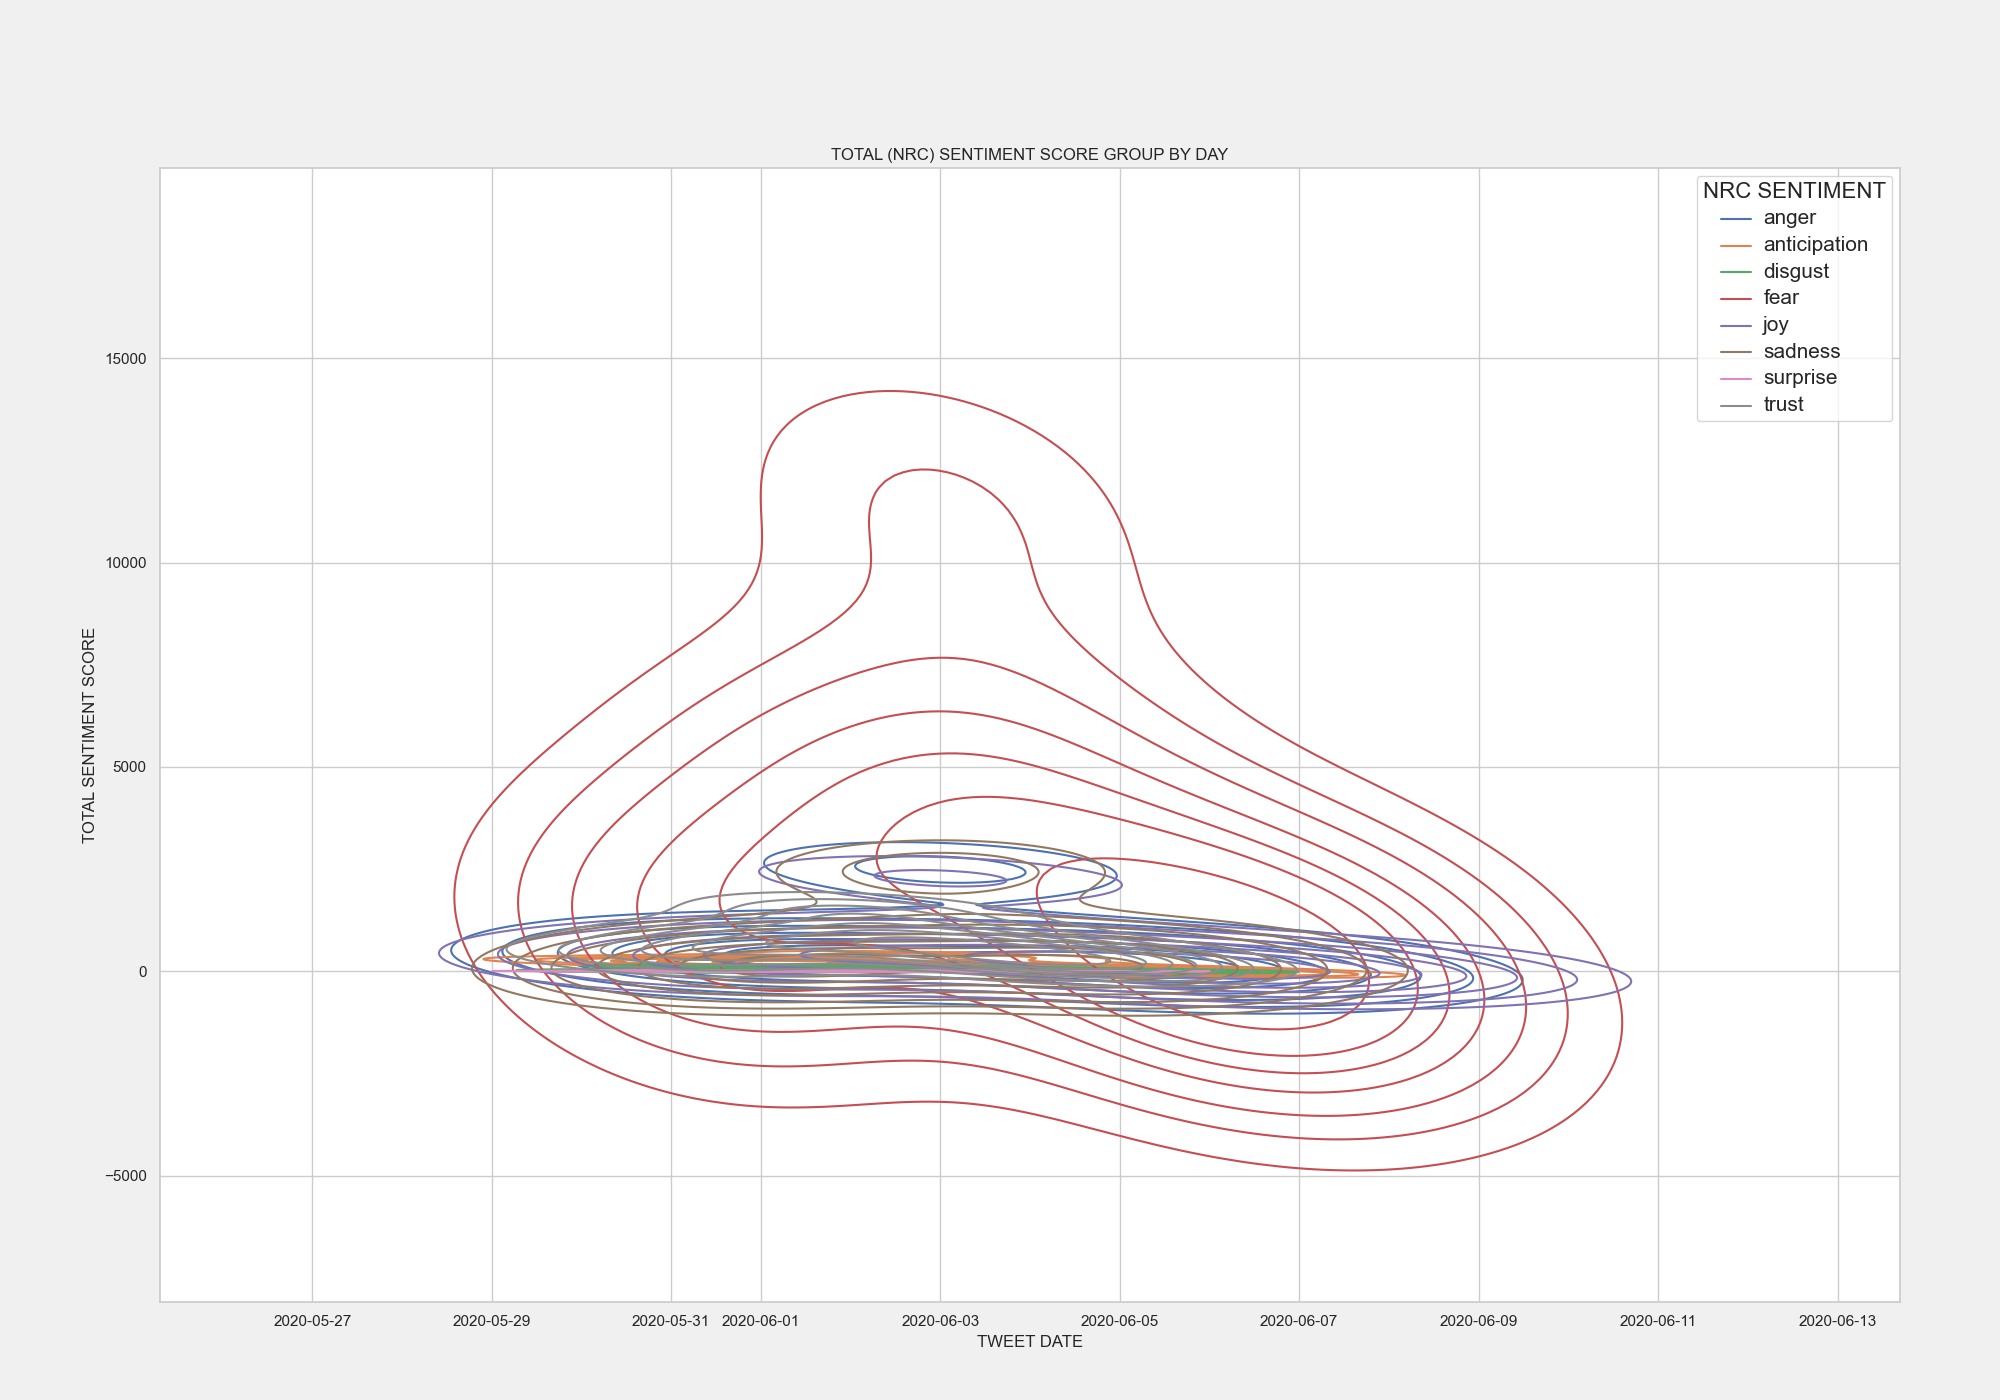 TOTAL (NRC) SENTIMENT SCORE GROUP BY DAY
NRC SENTIMENT
anger
anticipation
disgust
fear
joy
sadness
surprise
trust
TOTAL SENTIMENT SCORE
15000
10000
5000
0
−5000
2020-05-27 2020-05-29 2020-05-31 2020-06-01 2020-06-03 2020-06-05 2020-06-07 2020-06-09 2020-06-11 2020-06-13
TWEET DATE